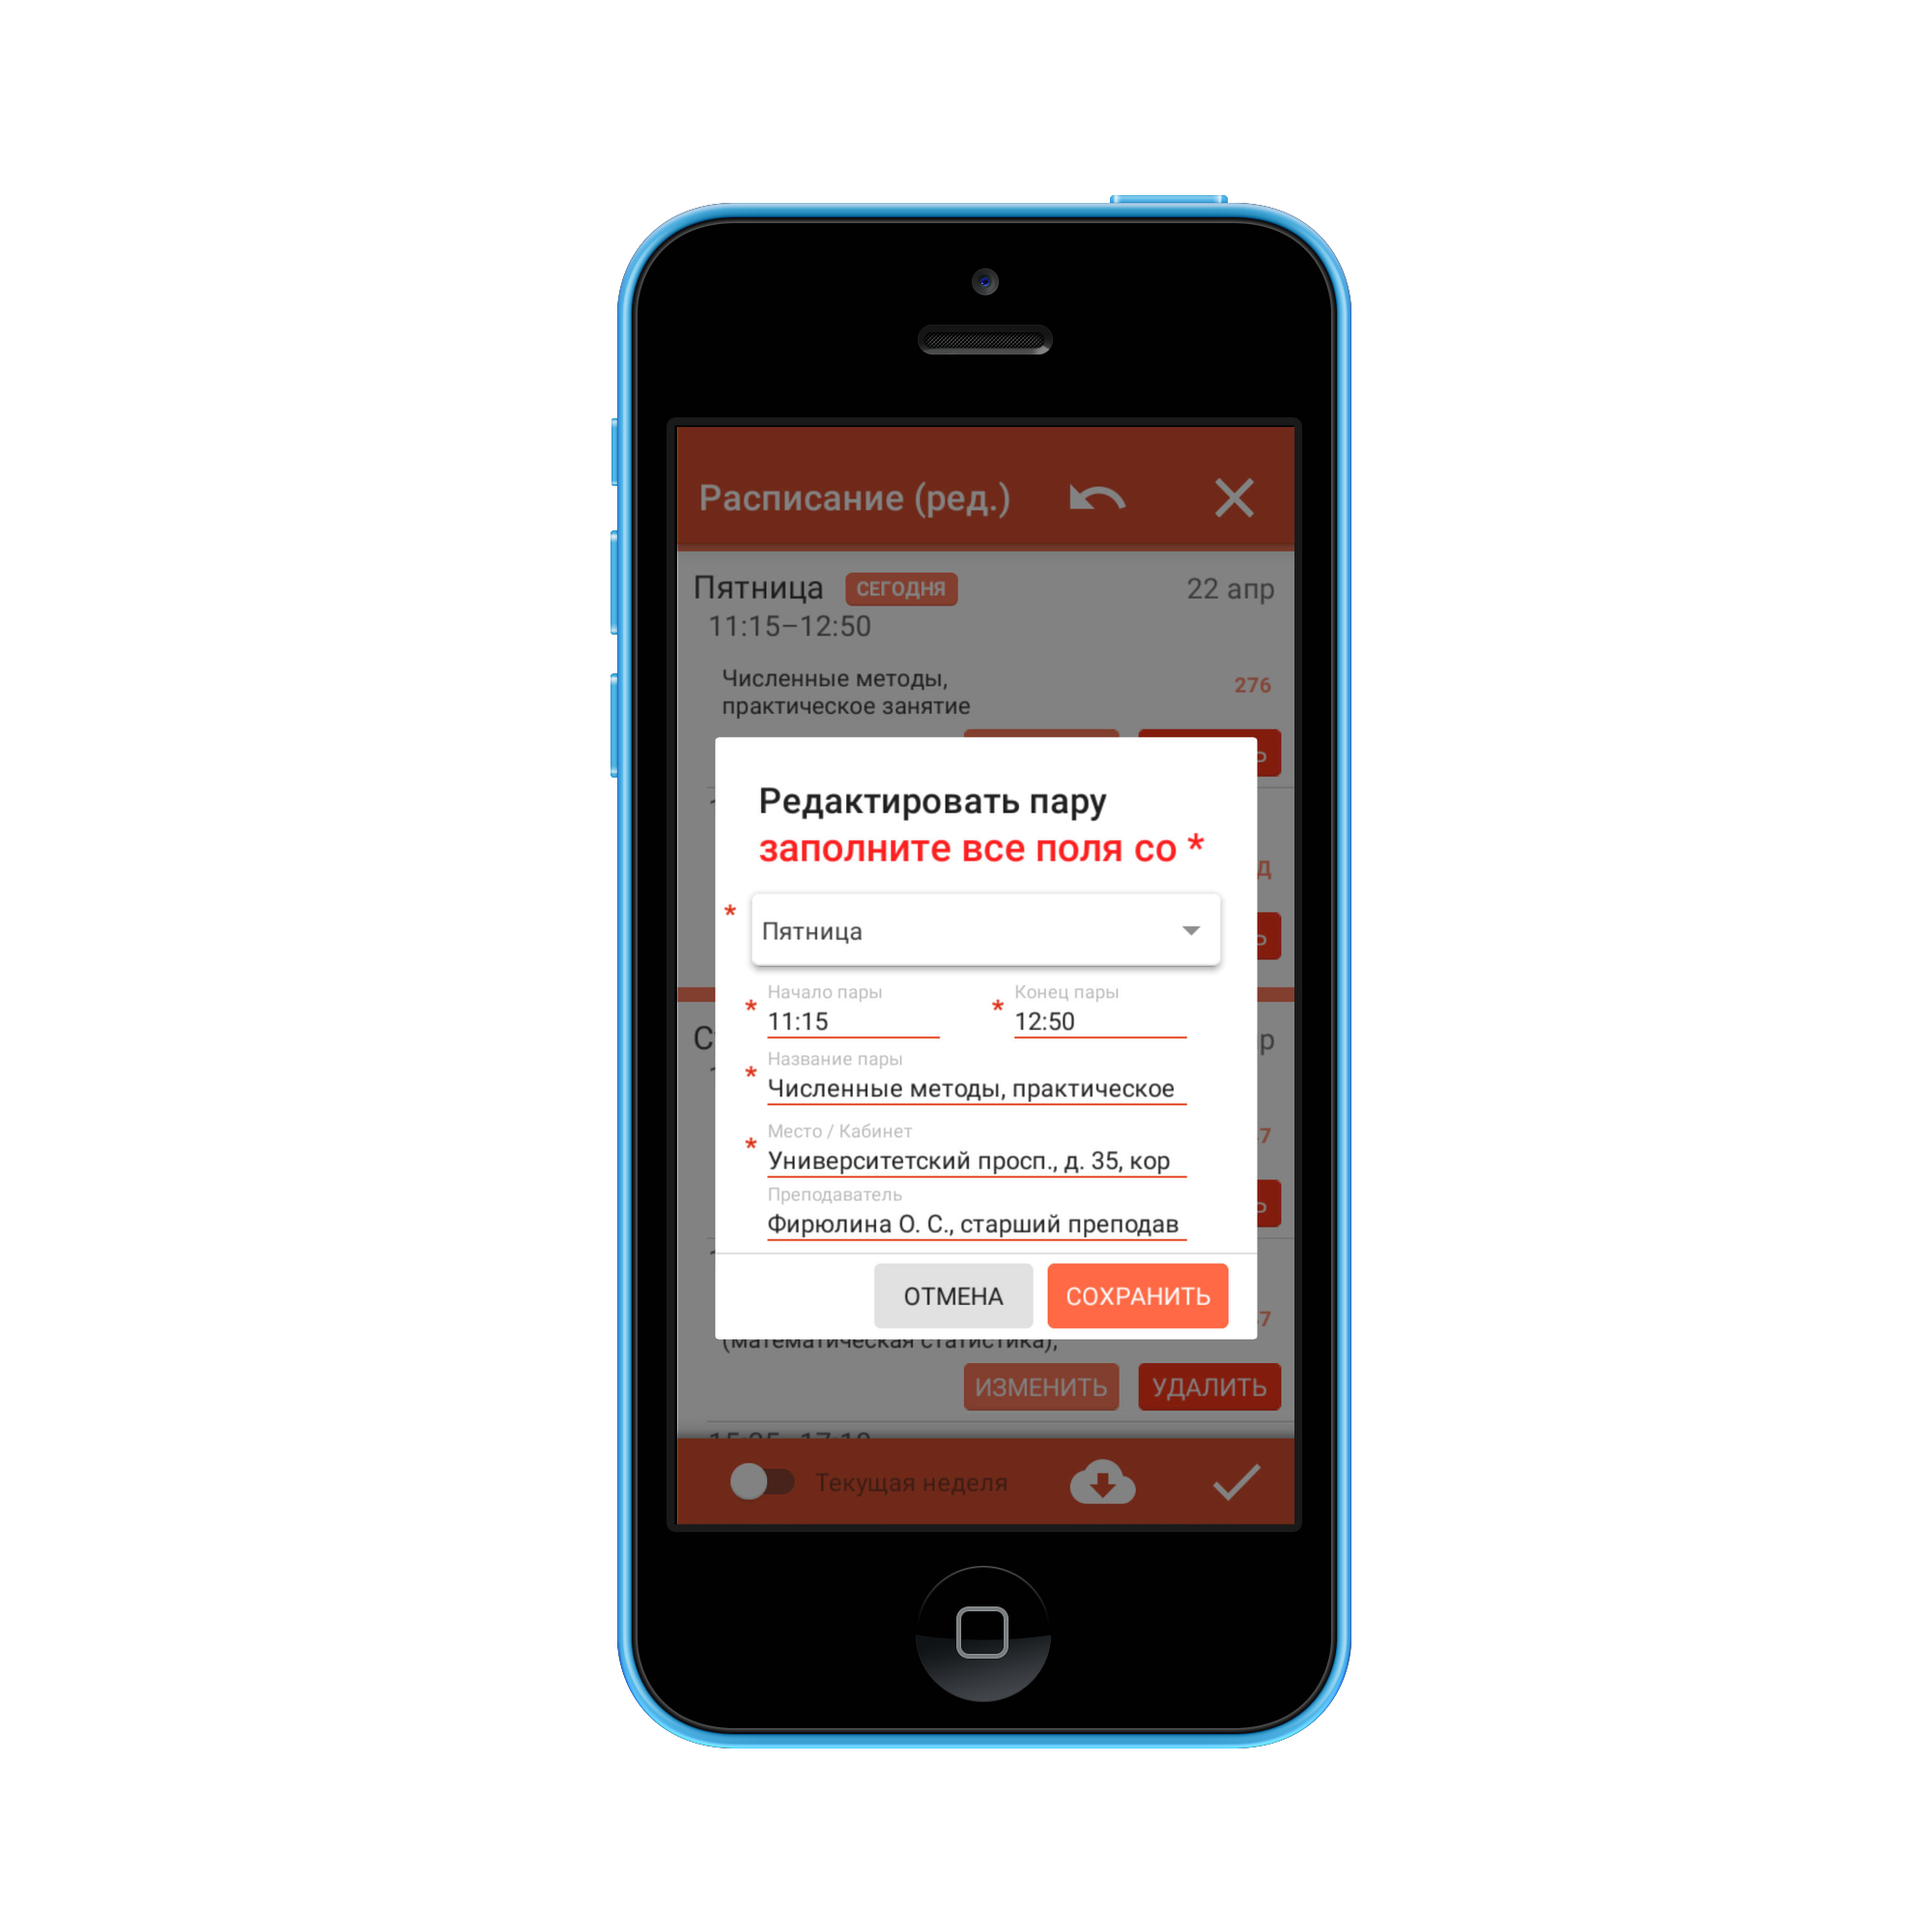 Расписание (ред.)
Пятница СЕГОДНЯ 22 апр
11:15–12:50
Численные методы, 276
практическое занятие
Редактировать пару
заполните все поля со *
* Пятница
Начало пары Конец пары
* 11:15 * 12:50
Название пары
* Численные методы, практическое
Место / Кабинет
* Университетский просп., д. 35, кор
Преподаватель
Фирюлина О. С., старший преподав
ОТМЕНА СОХРАНИТЬ
(математическая статистика),
ИЗМЕНИТЬ УДАЛИТЬ
Текущая неделя